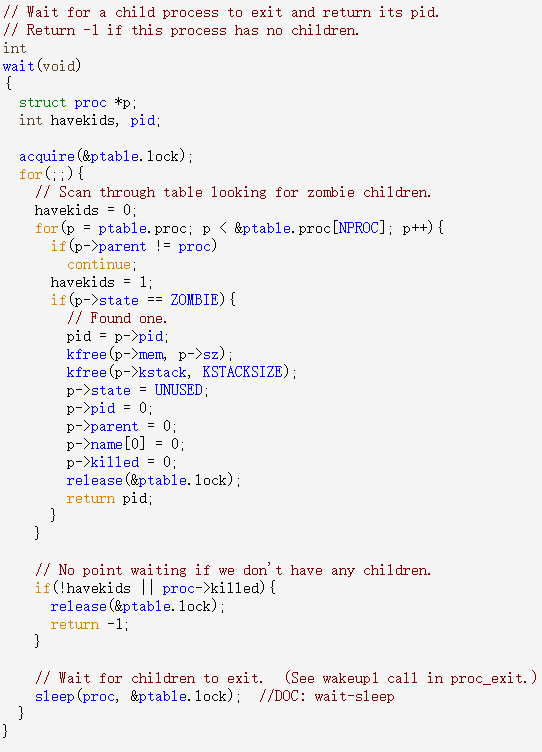 // Wait for a child process to exit and return its pid.
// Return -1 if this process has no children.
int
wait(void)
{
  struct proc *p;
  int havekids, pid;

  acquire(&ptable.lock);
  for(;;){
    // Scan through table looking for zombie children.
    havekids = 0;
    for(p = ptable.proc; p < &ptable.proc[NPROC]; p++){
      if(p->parent != proc)
        continue;
      havekids = 1;
      if(p->state == ZOMBIE){
        // Found one.
        pid = p->pid;
        kfree(p->mem, p->sz);
        kfree(p->kstack, KSTACKSIZE);
        p->state = UNUSED;
        p->pid = 0;
        p->parent = 0;
        p->name[0] = 0;
        p->killed = 0;
        release(&ptable.lock);
        return pid;
      }
    }

    // No point waiting if we don't have any children.
    if(!havekids || proc->killed){
      release(&ptable.lock);
      return -1;
    }

    // Wait for children to exit.  (See wakeup1 call in proc_exit.)
    sleep(proc, &ptable.lock);  //DOC: wait-sleep
  }
}